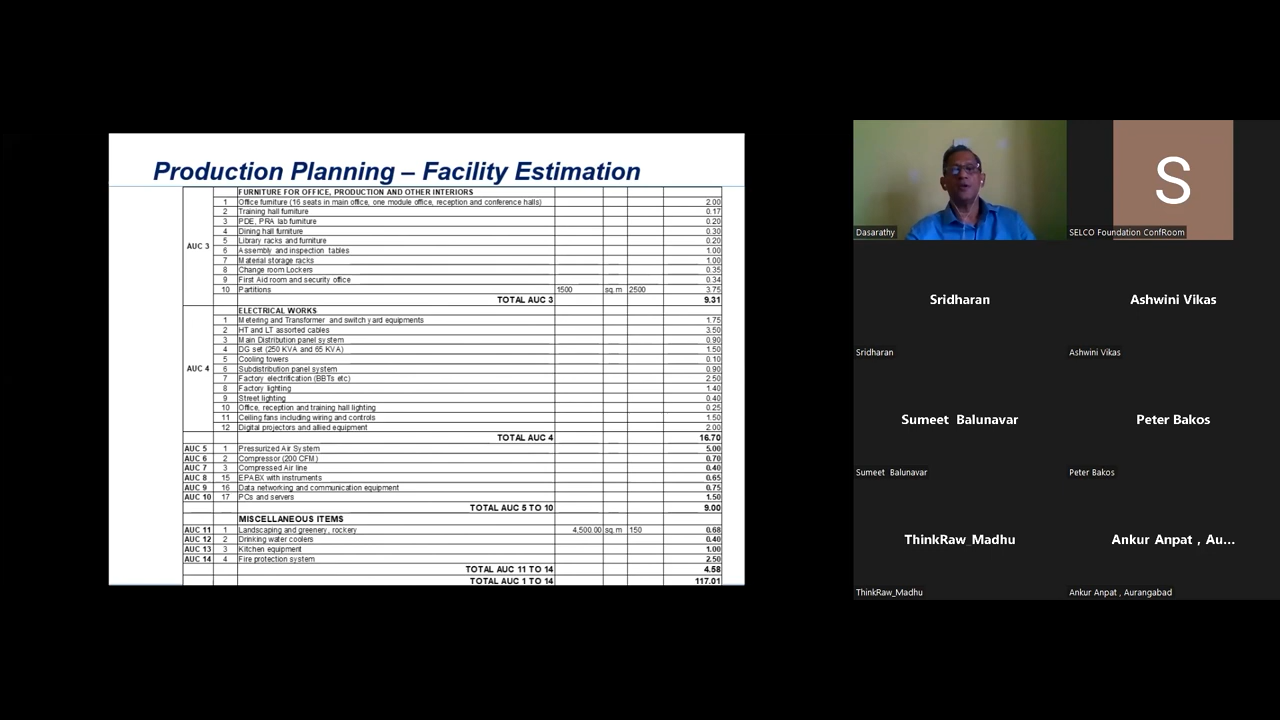 Production Planning – Facility Estimation
FURNITURE FOR OFFICE, PRODUCTION AND OTHER INTERIORS
AUC 3
1 Office furniture (16 seats in main office, one module office, reception and conference halls) 2.00
2 Training hall furniture 0.17
3 PDE, PRA lab furniture 0.20
4 Dining hall furniture 0.30
5 Library racks and furniture 0.20
6 Assembly and inspection tables 1.00
7 Material storage racks 1.00
8 Change room Lockers 0.35
9 First Aid room and security office 0.34
10 Partitions 1500 sq.m 2500 3.75
TOTAL AUC 3 9.31
ELECTRICAL WORKS
AUC 4
1 Metering and Transformer and switch yard equipments 1.75
2 HT and LT assorted cables 3.50
3 Main Distribution panel system 0.90
4 DG set (250 KVA and 65 KVA) 1.50
5 Cooling towers 0.10
6 Subdistribution panel system 0.90
7 Factory electrification (BBTs etc) 2.50
8 Factory lighting 1.40
9 Street lighting 0.40
10 Office, reception and training hall lighting 0.25
11 Ceiling fans including wiring and controls 1.50
12 Digital projectors and allied equipment 2.00
TOTAL AUC 4 16.70
AUC 5 1 Pressurized Air System 5.00
AUC 6 2 Compressor (200 CFM) 0.70
AUC 7 3 Compressed Air line 0.40
AUC 8 15 EPABX with instruments 0.65
AUC 9 16 Data networking and communication equipment 0.75
AUC 10 17 PCs and servers 1.50
TOTAL AUC 5 TO 10 9.00
MISCELLANEOUS ITEMS
AUC 11 1 Landscaping and greenery, rockery 4,500.00 sq.m 150 0.68
AUC 12 2 Drinking water coolers 0.40
AUC 13 3 Kitchen equipment 1.00
AUC 14 4 Fire protection system 2.50
TOTAL AUC 11 TO 14 4.58
TOTAL AUC 1 TO 14 117.01
S
Dasarathy
SELCO Foundation ConfRoom
Sridharan
Ashwini Vikas
Sridharan
Ashwini Vikas
Sumeet Balunavar
Peter Bakos
Sumeet Balunavar
Peter Bakos
ThinkRaw Madhu
Ankur Anpat , Au...
ThinkRaw_Madhu
Ankur Anpat , Aurangabad